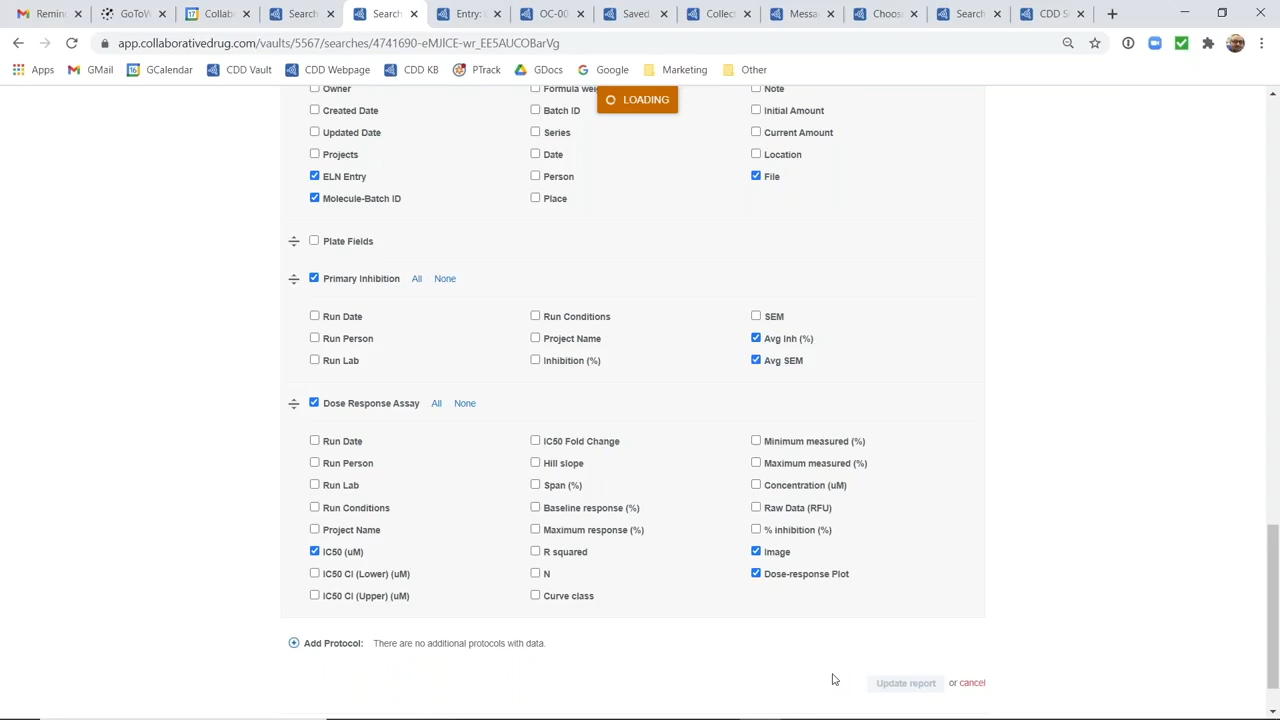 Remin
GoToW
Collab
Search
Entry:
OC-00
Saved
Collect
Messa
Choos
Search
CDD S
app.collaborativedrug.com/vaults/5567/searches/4741690-eMJlCE-wr_EE5AUCOBarVg
Apps
GMail
GCalendar
CDD Vault
CDD Webpage
CDD KB
PTrack
GDocs
Google
Marketing
Other
LOADING
Owner
Formula wei
Note
Created Date
Batch ID
Initial Amount
Updated Date
Series
Current Amount
Projects
Date
Location
ELN Entry
Person
File
Molecule-Batch ID
Place
Plate Fields
Primary Inhibition All None
Run Date
Run Conditions
SEM
Run Person
Project Name
Avg Inh (%)
Run Lab
Inhibition (%)
Avg SEM
Dose Response Assay All None
Run Date
IC50 Fold Change
Minimum measured (%)
Run Person
Hill slope
Maximum measured (%)
Run Lab
Span (%)
Concentration (uM)
Run Conditions
Baseline response (%)
Raw Data (RFU)
Project Name
Maximum response (%)
% inhibition (%)
IC50 (uM)
R squared
Image
IC50 CI (Lower) (uM)
N
Dose-response Plot
IC50 CI (Upper) (uM)
Curve class
Add Protocol: There are no additional protocols with data.
Update report or cancel